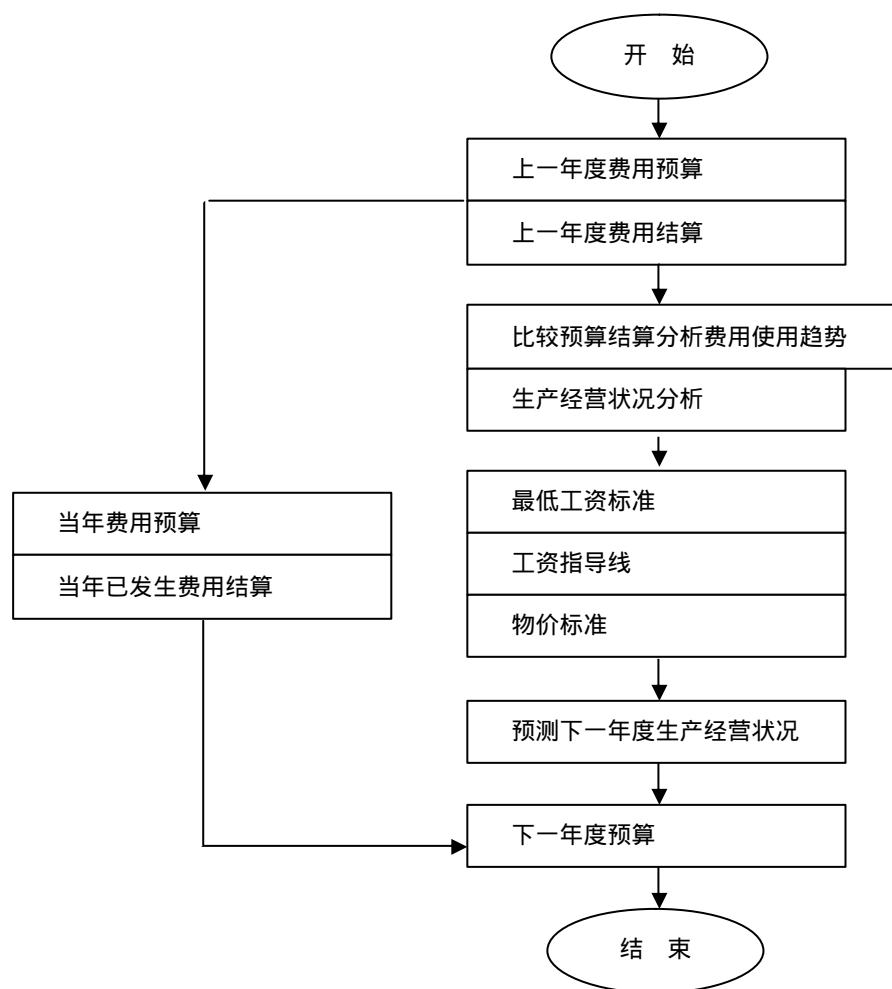 开 始
上一年度费用预算
上一年度费用结算
比较预算结算分析费用使用趋势
生产经营状况分析
最低工资标准
当年费用预算
工资指导线
当年已发生费用结算
物价标准
预测下一年度生产经营状况
下一年度预算
结 束